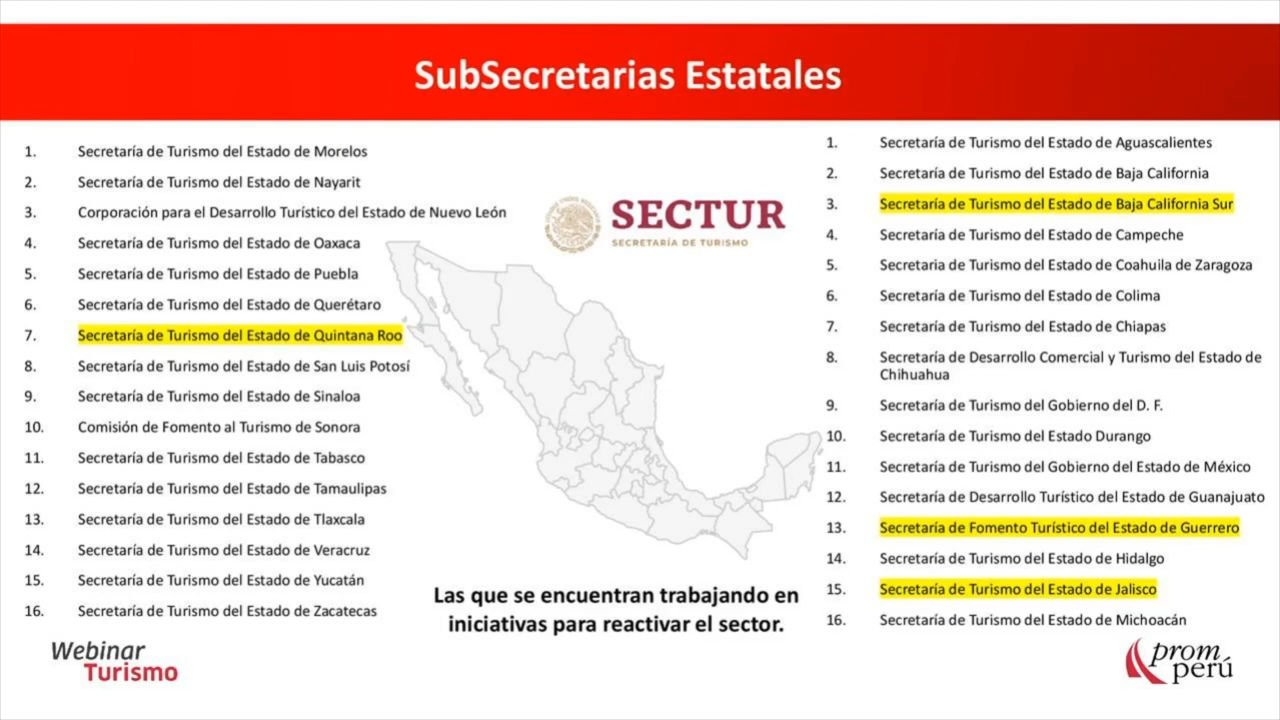 SubSecretarias Estatales
1. Secretaría de Turismo del Estado de Morelos
2. Secretaría de Turismo del Estado de Nayarit
3. Corporación para el Desarrollo Turístico del Estado de Nuevo León
4. Secretaría de Turismo del Estado de Oaxaca
5. Secretaría de Turismo del Estado de Puebla
6. Secretaría de Turismo del Estado de Querétaro
7. Secretaría de Turismo del Estado de Quintana Roo
8. Secretaría de Turismo del Estado de San Luis Potosí
9. Secretaría de Turismo del Estado de Sinaloa
10. Comisión de Fomento al Turismo de Sonora
11. Secretaría de Turismo del Estado de Tabasco
12. Secretaría de Turismo del Estado de Tamaulipas
13. Secretaría de Turismo del Estado de Tlaxcala
14. Secretaría de Turismo del Estado de Veracruz
15. Secretaría de Turismo del Estado de Yucatán
16. Secretaría de Turismo del Estado de Zacatecas
SECTUR
SECRETARÍA DE TURISMO
Las que se encuentran trabajando en
iniciativas para reactivar el sector.
1. Secretaría de Turismo del Estado de Aguascalientes
2. Secretaría de Turismo del Estado de Baja California
3. Secretaría de Turismo del Estado de Baja California Sur
4. Secretaría de Turismo del Estado de Campeche
5. Secretaria de Turismo del Estado de Coahuila de Zaragoza
6. Secretaría de Turismo del Estado de Colima
7. Secretaría de Turismo del Estado de Chiapas
8. Secretaría de Desarrollo Comercial y Turismo del Estado de
Chihuahua
9. Secretaría de Turismo del Gobierno del D. F.
10. Secretaría de Turismo del Estado Durango
11. Secretaría de Turismo del Gobierno del Estado de México
12. Secretaría de Desarrollo Turístico del Estado de Guanajuato
13. Secretaría de Fomento Turístico del Estado de Guerrero
14. Secretaría de Turismo del Estado de Hidalgo
15. Secretaría de Turismo del Estado de Jalisco
16. Secretaría de Turismo del Estado de Michoacán
Webinar
Turismo
prom
perú